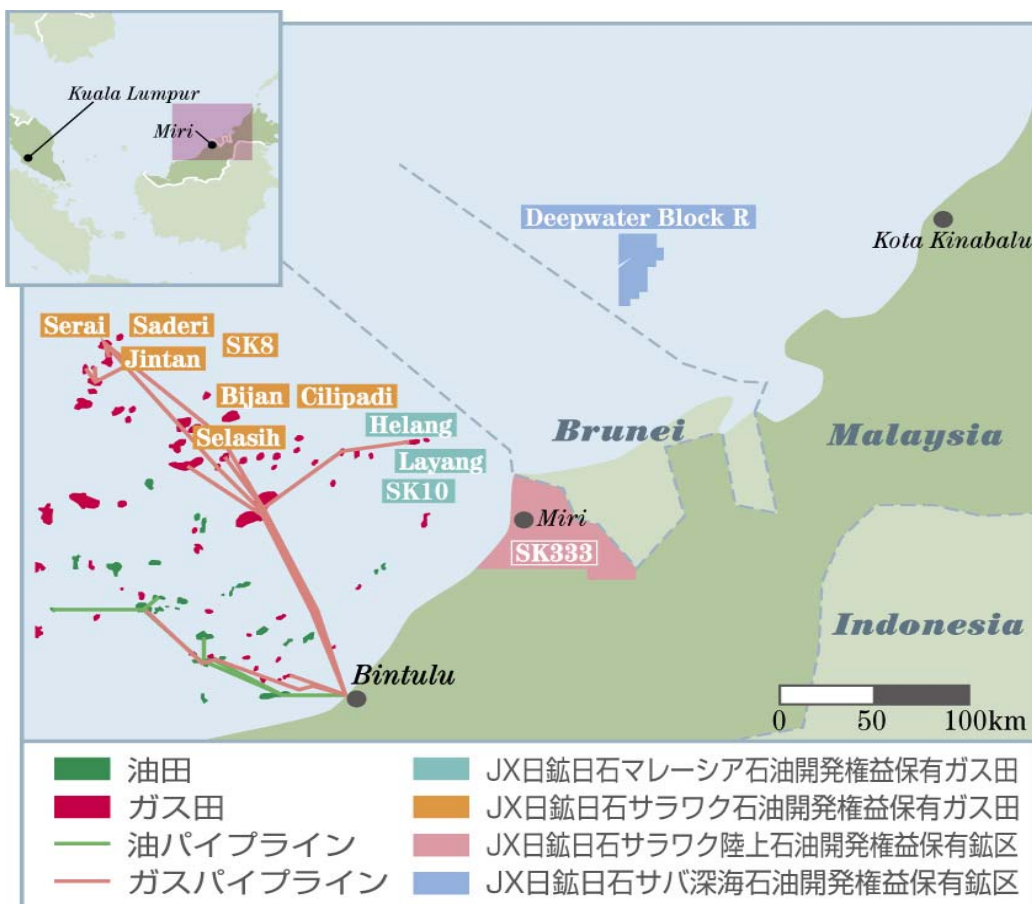 Kuala Lumpur
Miri
Deepwater Block R
Kota Kinabalu
Serai
Saderi
SK8
Jintan
Bijan
Cilipadi
Selasih
Helang
Layang
SK10
Brunei
Malaysia
Miri
SK333
Indonesia
Bintulu
0
50
100km
油田
ガス田
油パイプライン
ガスパイプライン
JX日鉱日石マレーシア石油開発権益保有ガス田
JX日鉱日石サラワク石油開発権益保有ガス田
JX日鉱日石サラワク陸上石油開発権益保有鉱区
JX日鉱日石サバ深海石油開発権益保有鉱区